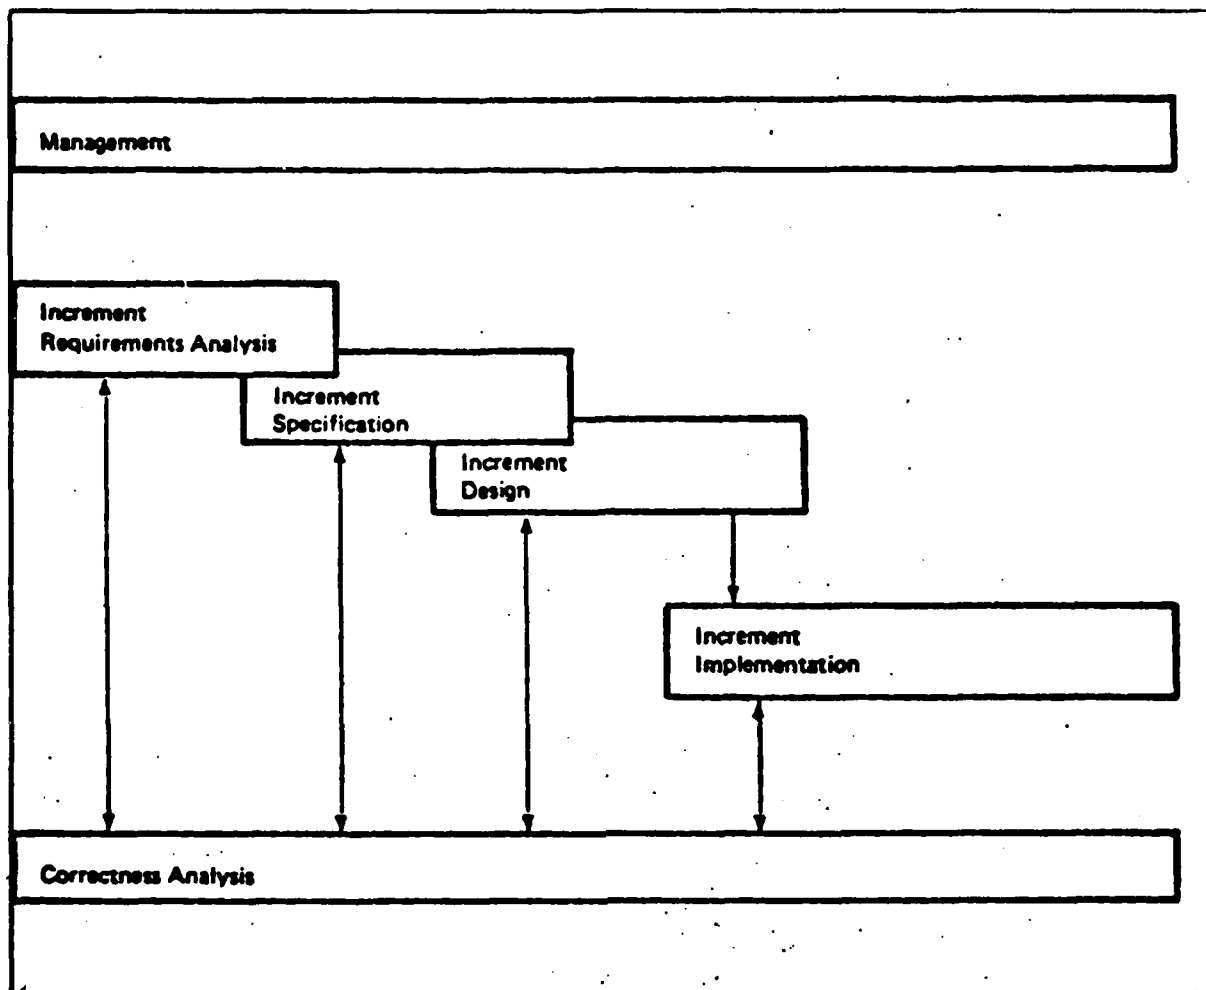 Management
Increment
Requirements Analysis
Increment
Specification
Increment
Design
Increment
Implementation
Correctness Analysis